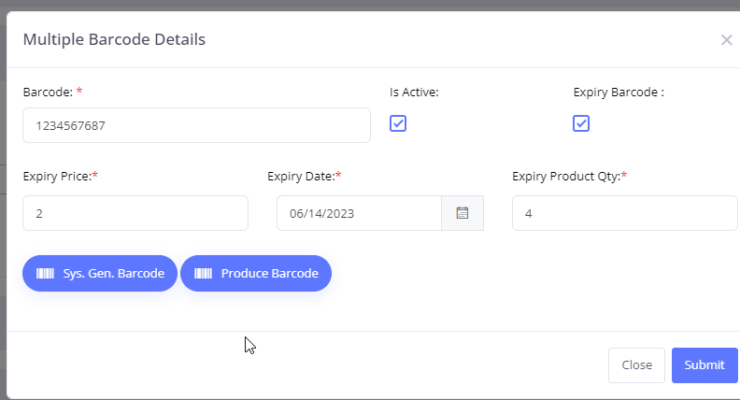 Multiple Barcode Details
Barcode: * Is Active: Expiry Barcode :
1234567687
Expiry Price:* Expiry Date:* Expiry Product Qty:*
2 06/14/2023 4
Sys. Gen. Barcode Produce Barcode
Close Submit